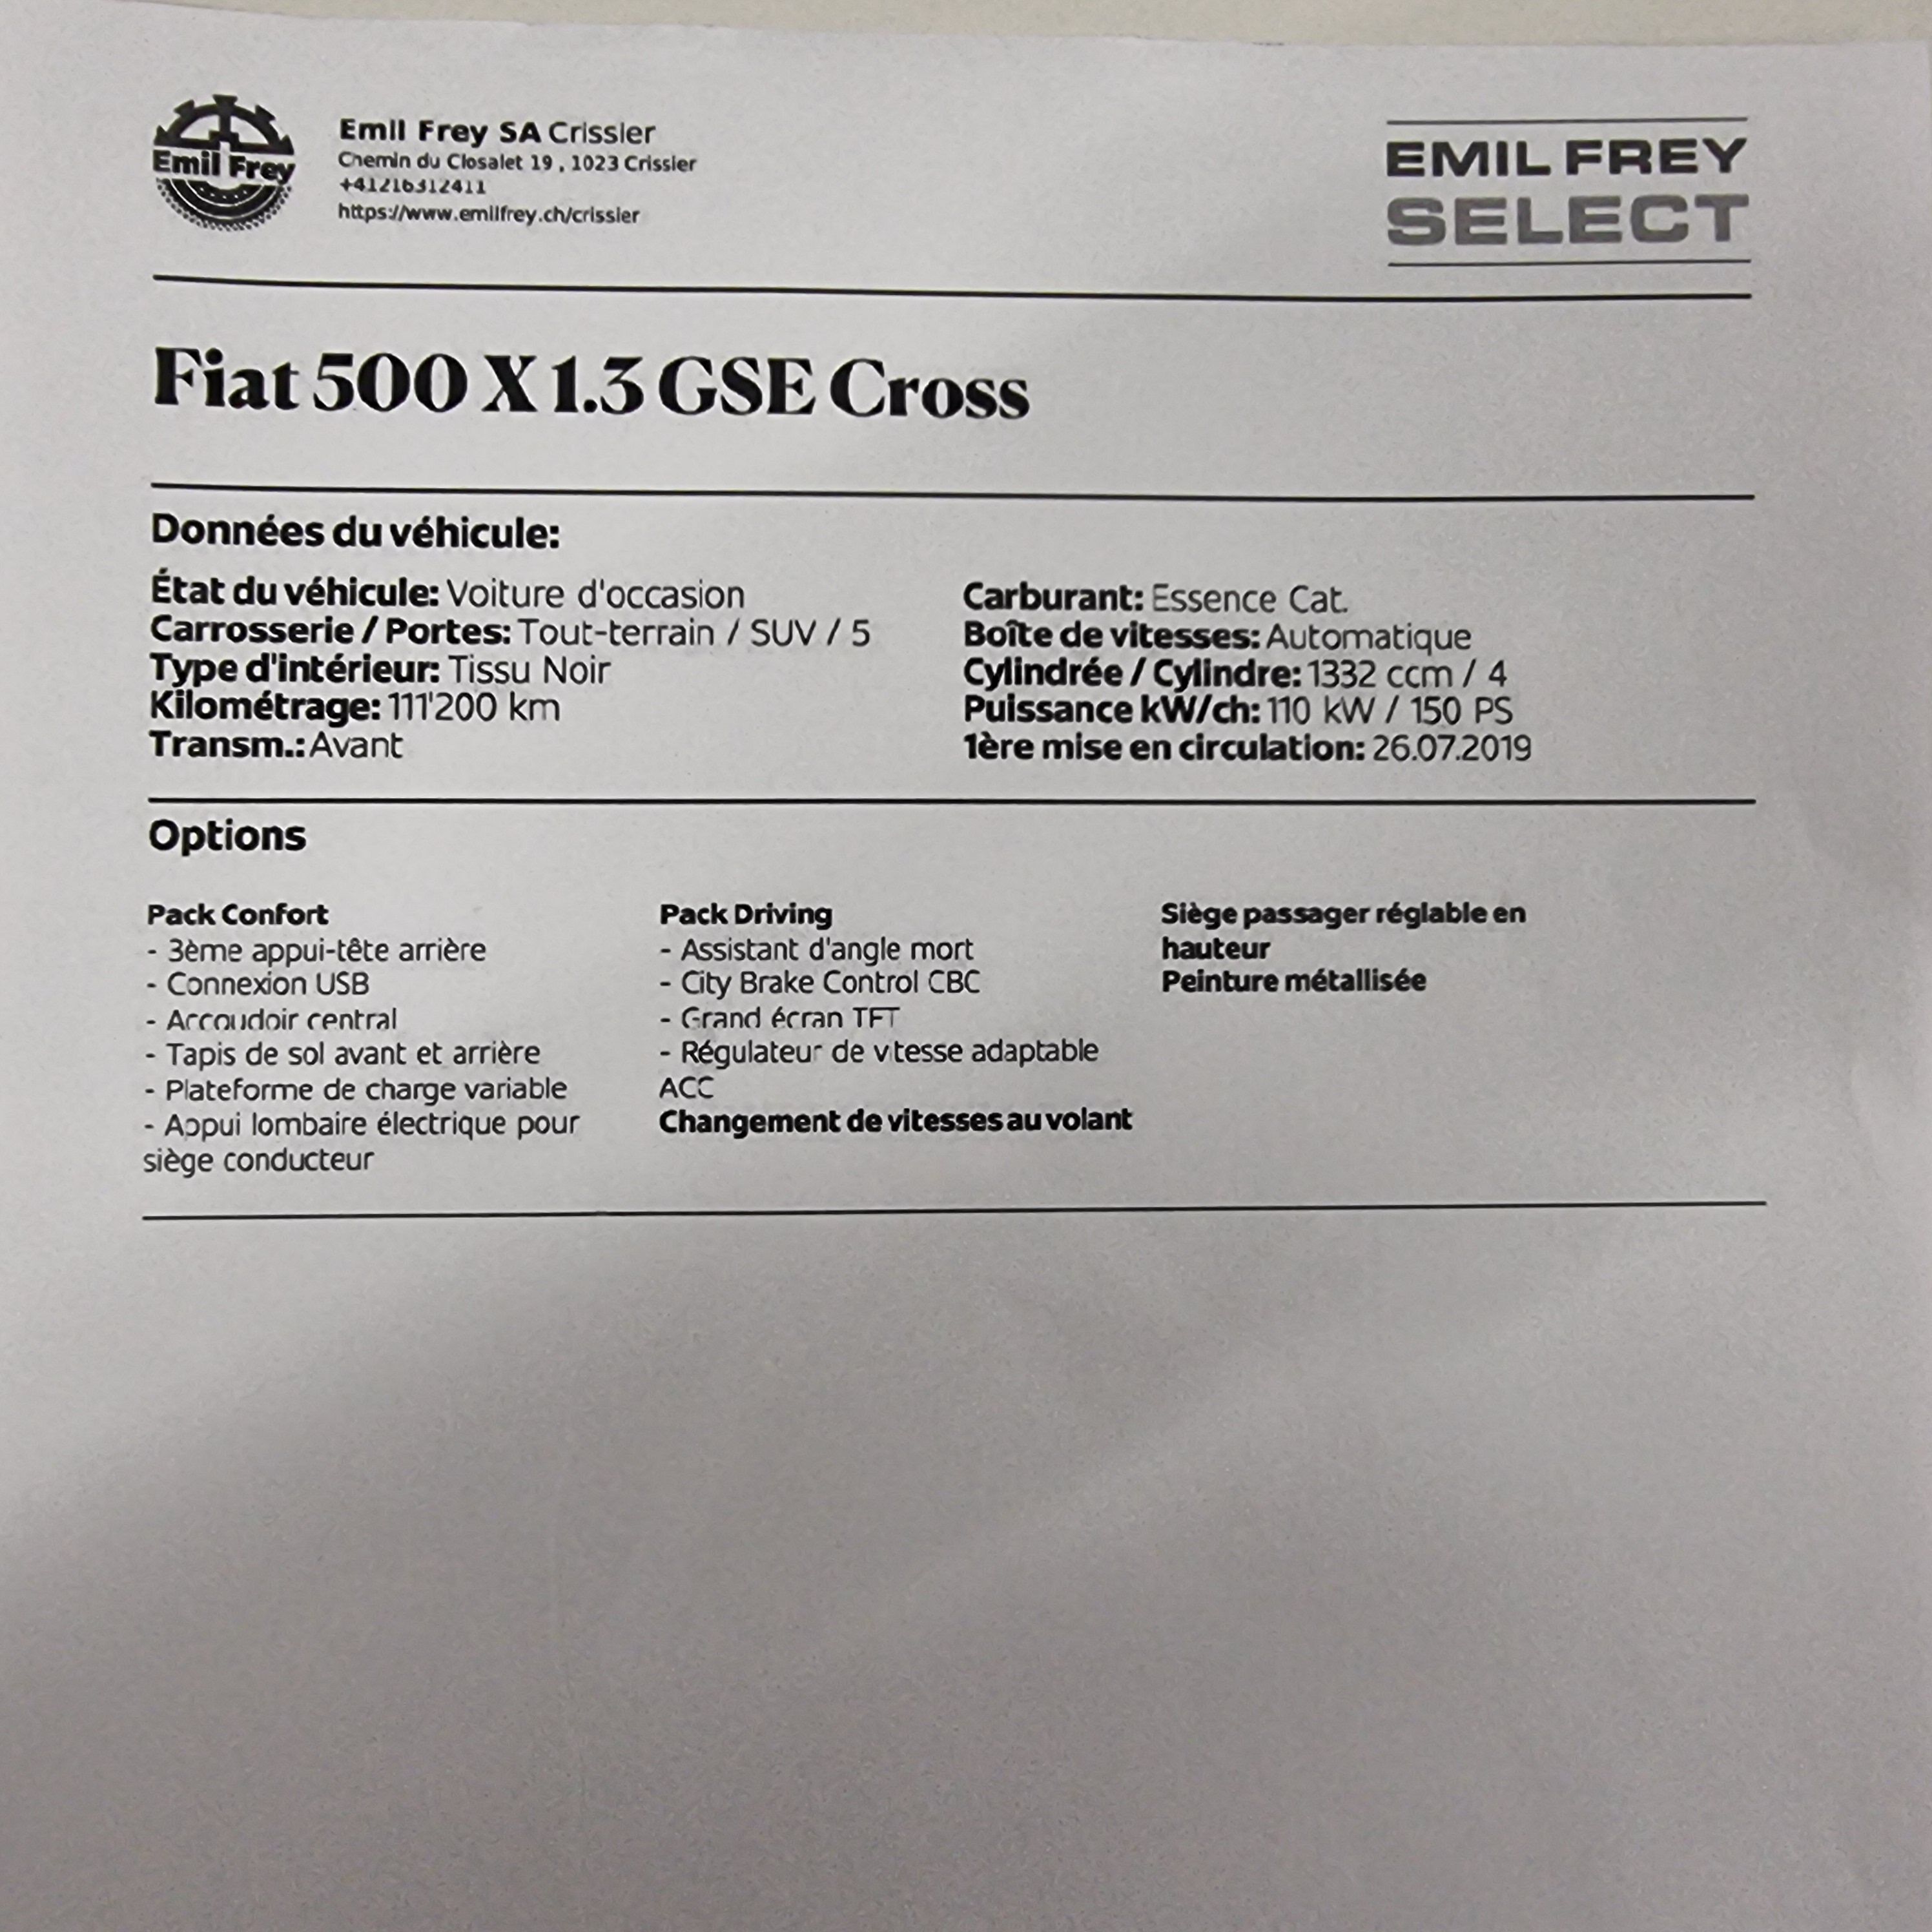 Emil Frey
Emil Frey SA Crissier
Chemin du Closalet 19 , 1023 Crissier
+41216312411
https://www.emilfrey.ch/crissier
EMIL FREY
SELECT
Fiat 500 X 1.3 GSE Cross
Données du véhicule:
État du véhicule: Voiture d'occasion
Carrosserie / Portes: Tout-terrain / SUV / 5
Type d'intérieur: Tissu Noir
Kilométrage: 111'200 km
Transm.: Avant
Carburant: Essence Cat.
Boîte de vitesses: Automatique
Cylindrée / Cylindre: 1332 ccm / 4
Puissance kW/ch: 110 kW / 150 PS
1ère mise en circulation: 26.07.2019
Options
Pack Confort
- 3ème appui-tête arrière
- Connexion USB
- Accoudoir central
- Tapis de sol avant et arrière
- Plateforme de charge variable
- Appui lombaire électrique pour
siège conducteur
Pack Driving
- Assistant d'angle mort
- City Brake Control CBC
- Grand écran TFT
- Régulateur de vitesse adaptable
ACC
Changement de vitesses au volant
Siège passager réglable en
hauteur
Peinture métallisée